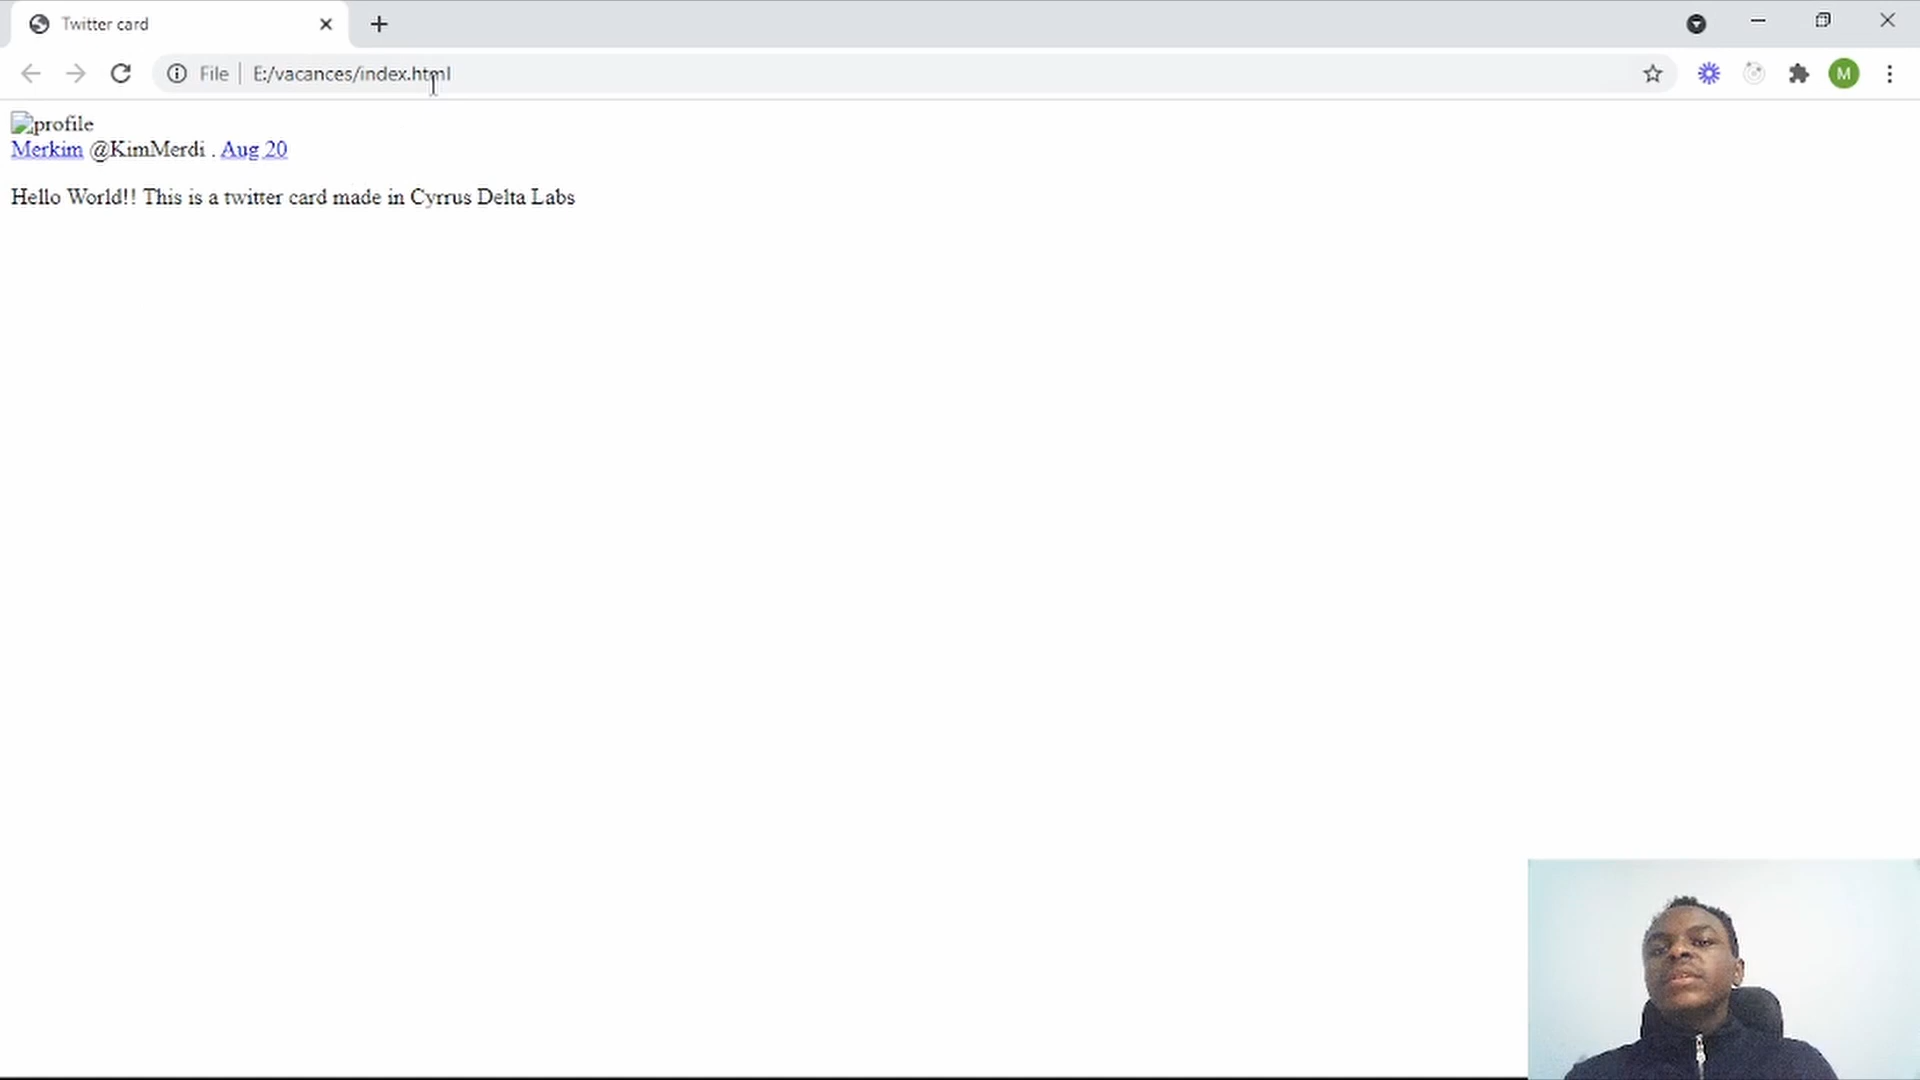 Twitter card
File E:/vacances/index.html
M
profile
Merkim @KimMerdi . Aug 20
Hello World!! This is a twitter card made in Cyrrus Delta Labs